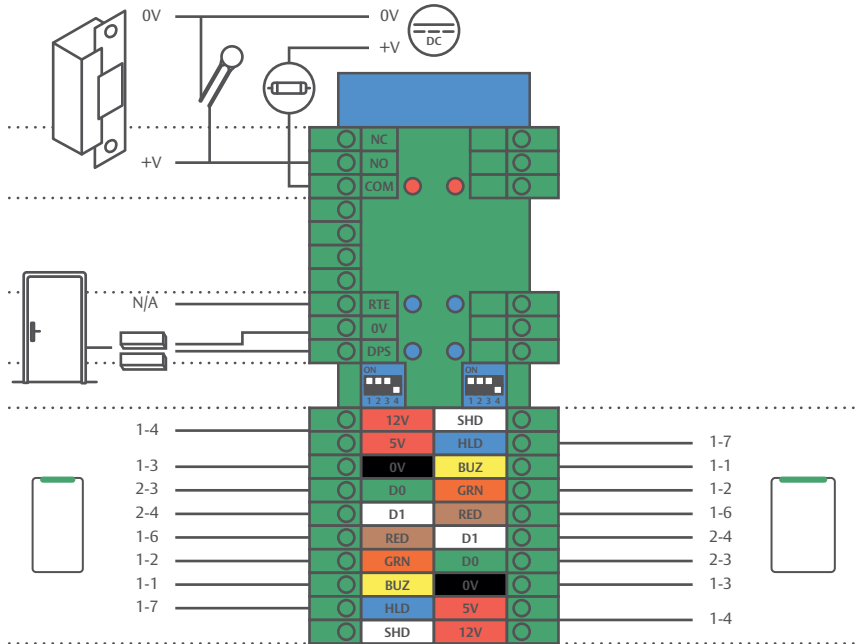 0V 0V
+V DC
NC
+V NO
COM
N/A RTE
0V
DPS
ON ON
1 2 3 4 1 2 3 4
1-4 12V SHD
5V HLD 1-7
1-3 0V BUZ 1-1
2-3 D0 GRN 1-2
2-4 D1 RED 1-6
1-6 RED D1 2-4
1-2 GRN D0 2-3
1-1 BUZ 0V 1-3
1-7 HLD 5V
SHD 12V 1-4